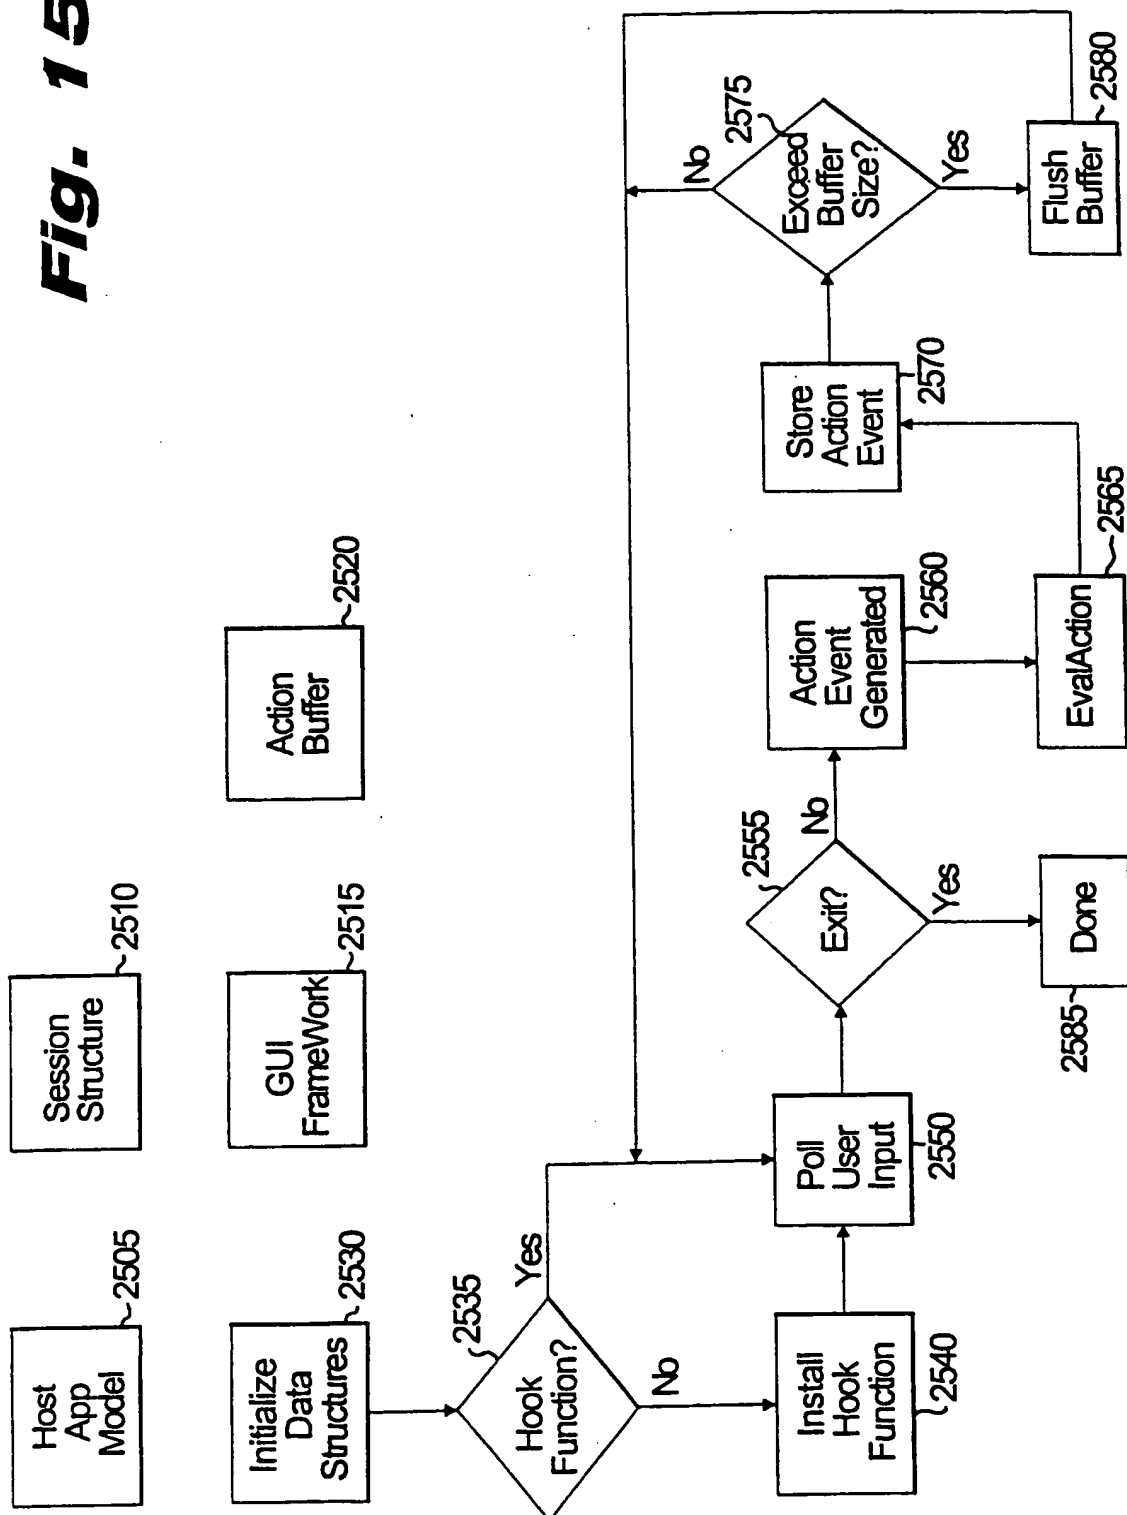 Fig. 15
Host
App
Model
2505
Session
Structure
2510
Initialize
Data
Structures
2530
GUI
FrameWork
2515
Action
Buffer
2520
Hook
Function?
2535
Yes
No
Install
Hook
Function
2540
Poll
User
Input
2550
Exit?
2555
No
Yes
Done
2585
Action
Event
Generated
2560
EvalAction
2565
Store
Action
Event
2570
Exceed
Buffer
Size?
2575
No
Yes
Flush
Buffer
2580